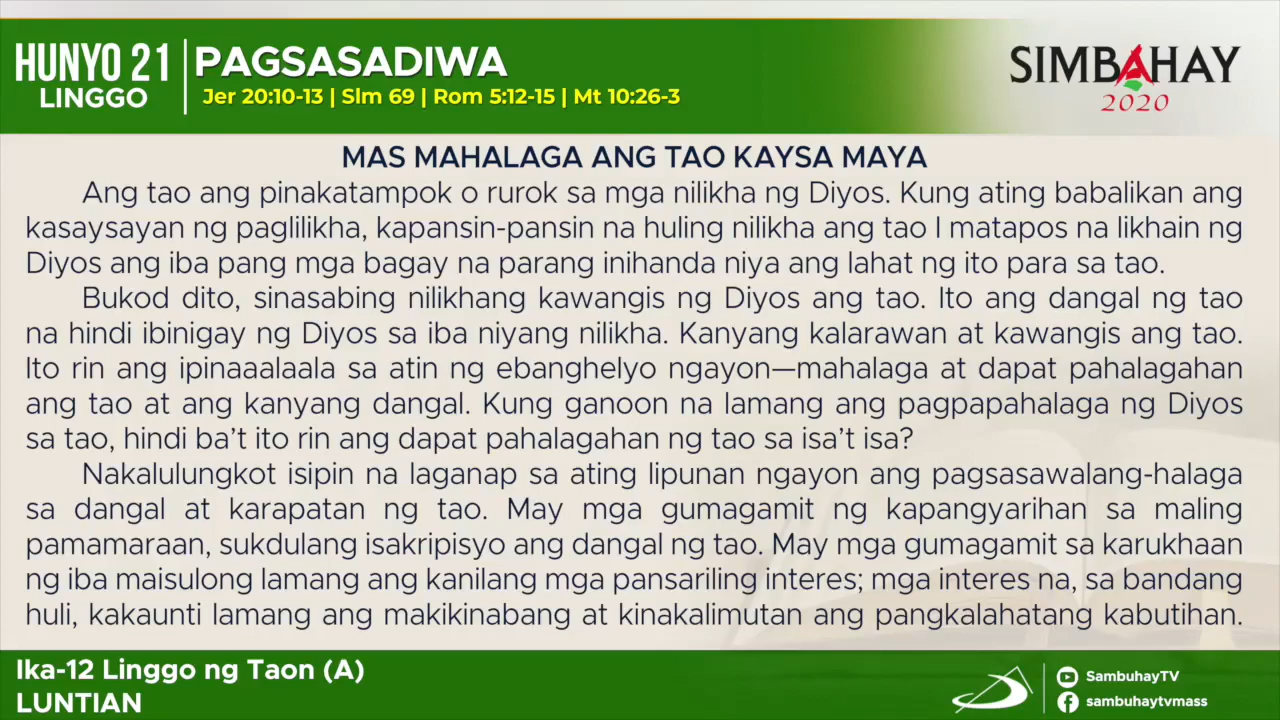 HUNYO 21
LINGGO
PAGSASADIWA
Jer 20:10-13 | Slm 69 | Rom 5:12-15 | Mt 10:26-3
SIMBAHAY
2020
MAS MAHALAGA ANG TAO KAYSA MAYA
Ang tao ang pinakatampok o rurok sa mga nilikha ng Diyos. Kung ating babalikan ang
kasaysayan ng paglilikha, kapansin-pansin na huling nilikha ang tao l matapos na likhain ng
Diyos ang iba pang mga bagay na parang inihanda niya ang lahat ng ito para sa tao.
Bukod dito, sinasabing nilikhang kawangis ng Diyos ang tao. Ito ang dangal ng tao
na hindi ibinigay ng Diyos sa iba niyang nilikha. Kanyang kalarawan at kawangis ang tao.
Ito rin ang ipinaaalaala sa atin ng ebanghelyo ngayon—mahalaga at dapat pahalagahan
ang tao at ang kanyang dangal. Kung ganoon na lamang ang pagpapahalaga ng Diyos
sa tao, hindi ba’t ito rin ang dapat pahalagahan ng tao sa isa’t isa?
Nakalulungkot isipin na laganap sa ating lipunan ngayon ang pagsasawalang-halaga
sa dangal at karapatan ng tao. May mga gumagamit ng kapangyarihan sa maling
pamamaraan, sukdulang isakripisyo ang dangal ng tao. May mga gumagamit sa karukhaan
ng iba maisulong lamang ang kanilang mga pansariling interes; mga interes na, sa bandang
huli, kakaunti lamang ang makikinabang at kinakalimutan ang pangkalahatang kabutihan.
Ika-12 Linggo ng Taon (A)
LUNTIAN
SambuhayTV
sambuhaytvmass